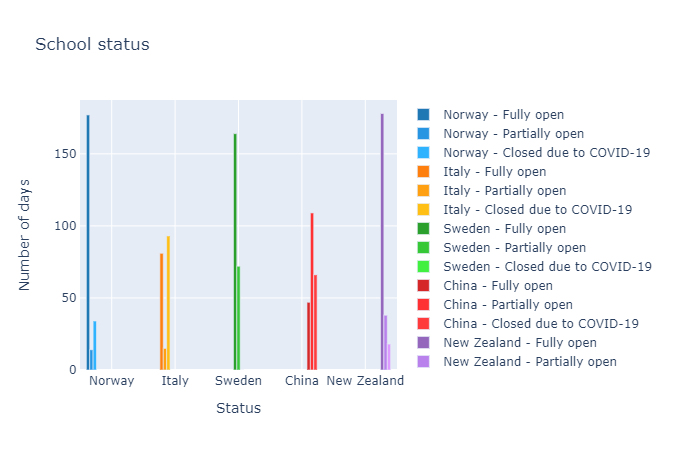 School status
Number of days
150
100
50
0
Norway
Italy
Sweden
China
New Zealand
Status
Norway - Fully open
Norway - Partially open
Norway - Closed due to COVID-19
Italy - Fully open
Italy - Partially open
Italy - Closed due to COVID-19
Sweden - Fully open
Sweden - Partially open
Sweden - Closed due to COVID-19
China - Fully open
China - Partially open
China - Closed due to COVID-19
New Zealand - Fully open
New Zealand - Partially open